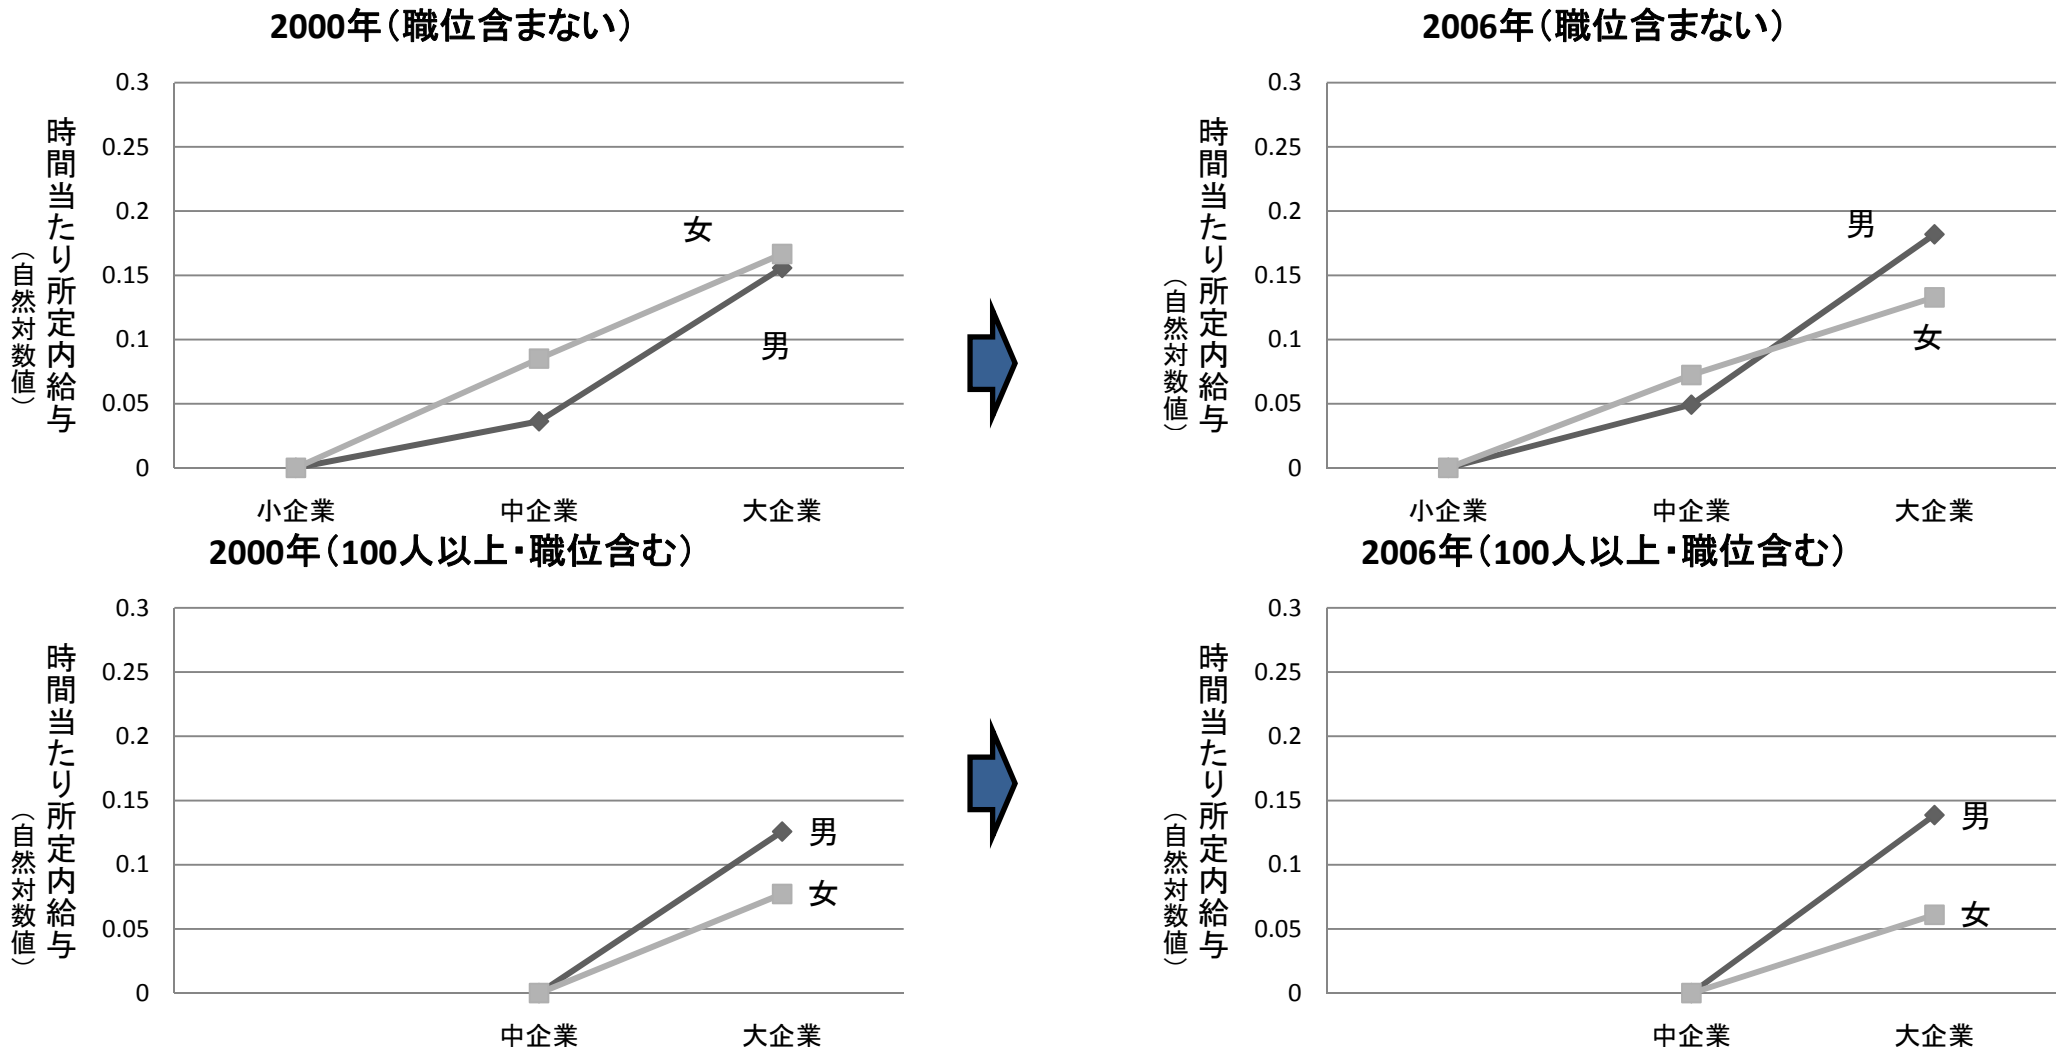 2000年（職位含まない）
時間当たり所定内給与
（自然対数値）
0.3
0.25
0.2
0.15
0.1
0.05
0
女
男
小企業 中企業 大企業
2006年（職位含まない）
時間当たり所定内給与
（自然対数値）
0.3
0.25
0.2
0.15
0.1
0.05
0
男
女
小企業 中企業 大企業
2000年（100人以上・職位含む）
時間当たり所定内給与
（自然対数値）
0.3
0.25
0.2
0.15
0.1
0.05
0
男
女
中企業 大企業
2006年（100人以上・職位含む）
時間当たり所定内給与
（自然対数値）
0.3
0.25
0.2
0.15
0.1
0.05
0
男
女
中企業 大企業